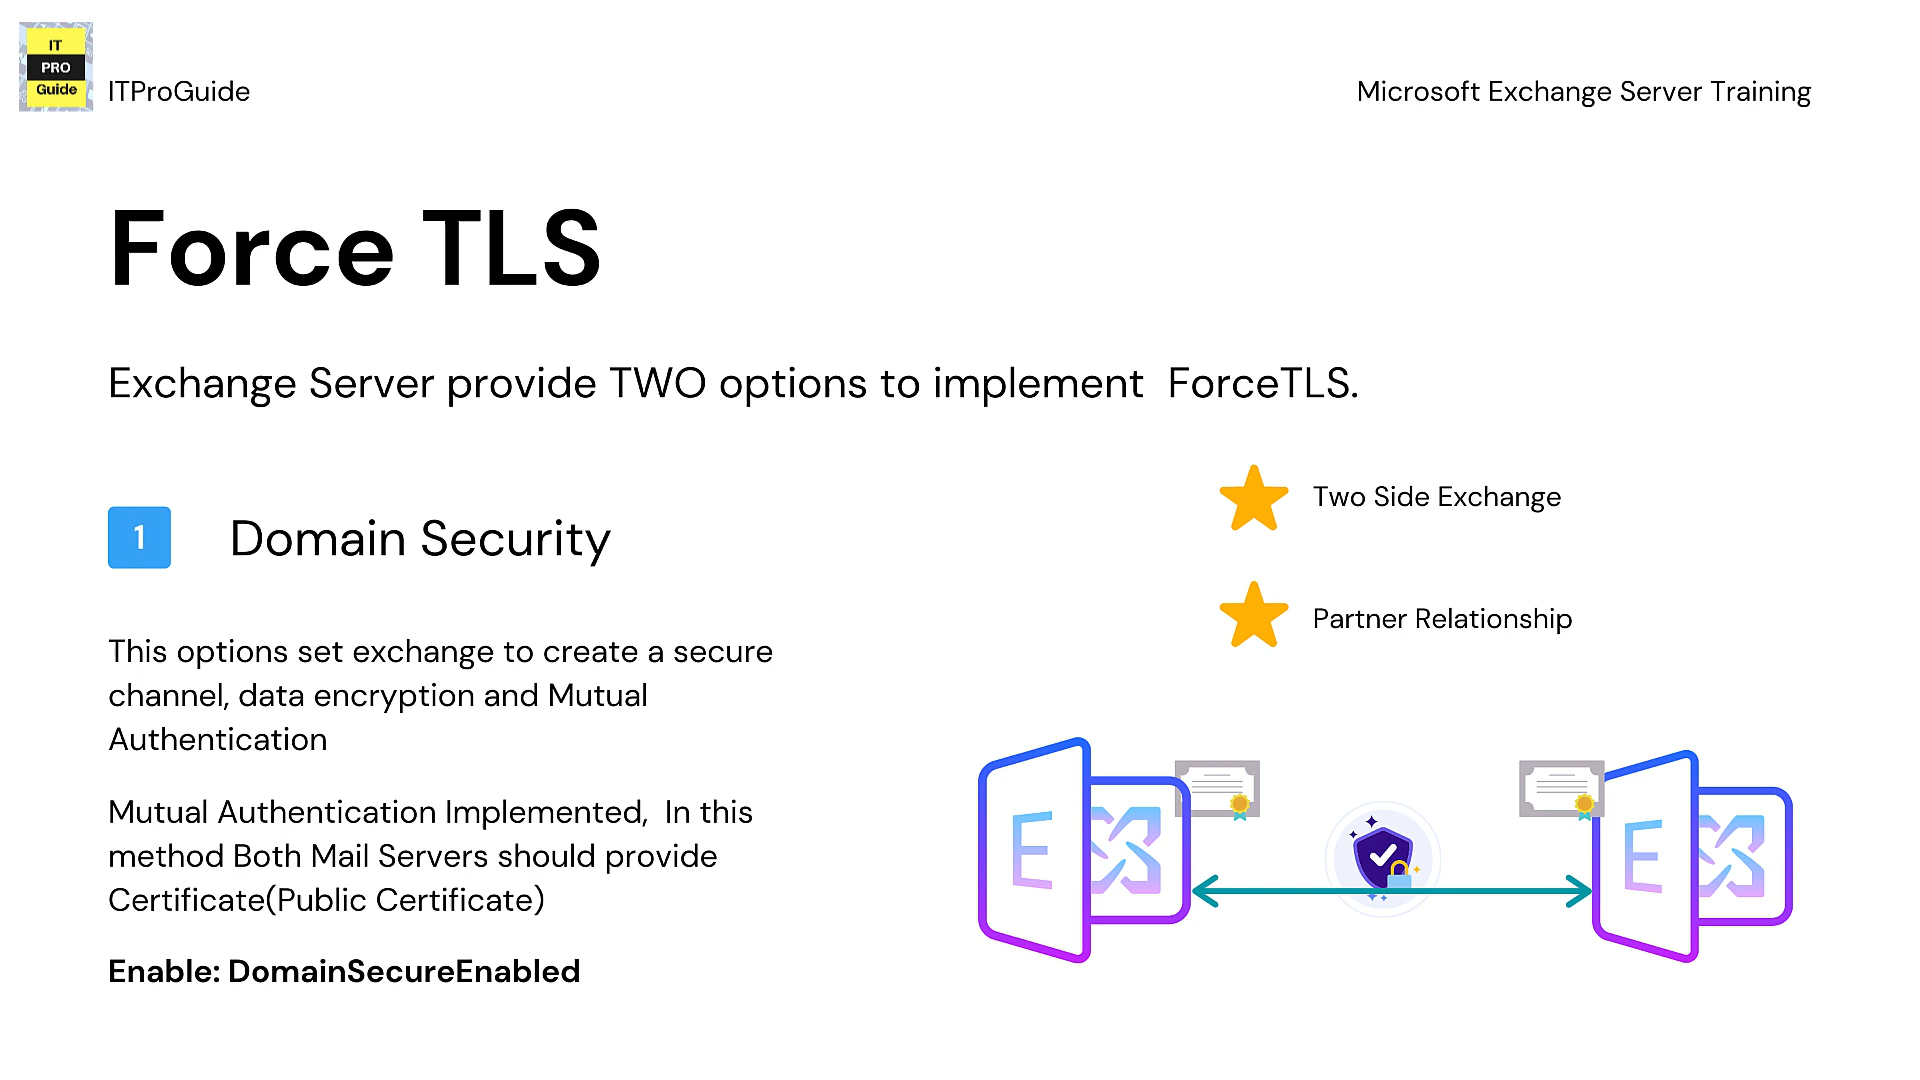 IT
PRO
Guide
ITProGuide
Microsoft Exchange Server Training
Force TLS
Exchange Server provide TWO options to implement  ForceTLS.
1
Domain Security
This options set exchange to create a secure
channel, data encryption and Mutual
Authentication
Mutual Authentication Implemented,  In this
method Both Mail Servers should provide
Certificate(Public Certificate)
Enable: DomainSecureEnabled
Two Side Exchange
Partner Relationship
E
E